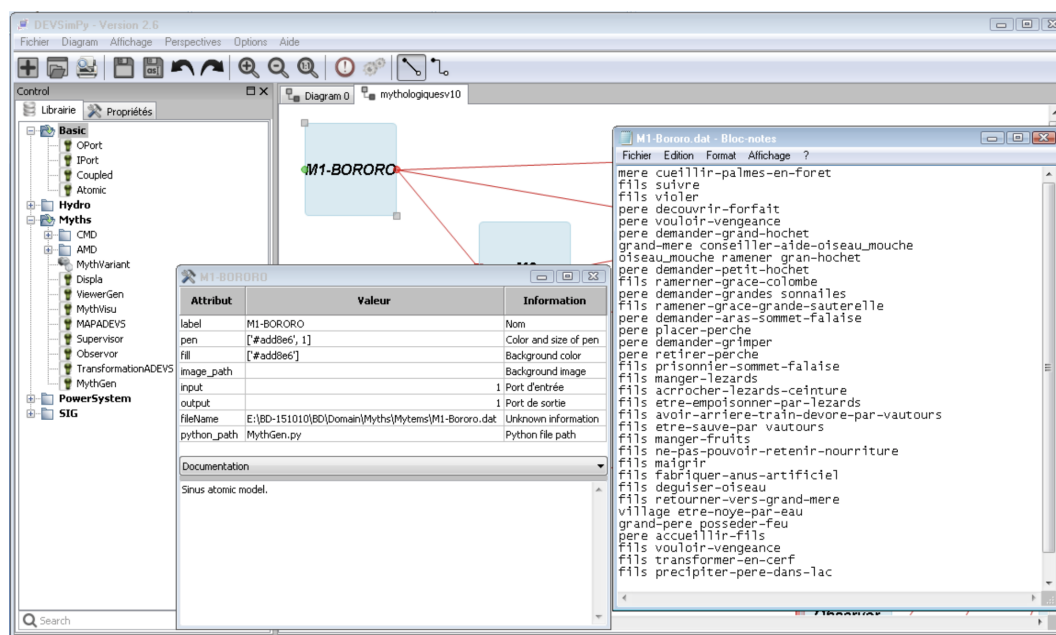 DEVSimPy - Version 2.6
Fichier Diagram Affichage Perspectives Options Aide
Control
Librairie Propriétés
Diagram 0 mythologiquesv10
Basic
OPort
IPort
Coupled
Atomic
Hydro
Myths
CMD
AMD
MythVariant
Displa
ViewerGen
MythVisu
MAPADEVS
Supervisor
Observor
TransformationADEVS
MythGen
PowerSystem
SIG
Search
M1-BORORO
M1-BORORO
Attribut Valeur Information
label M1-BORORO Nom
pen ['#add8e6', 1] Color and size of pen
fill ['#add8e6'] Background color
image_path Background image
input 1 Port d'entrée
output 1 Port de sortie
fileName E:\BD-151010\BD\Domain\Myths\Mytems\M1-Bororo.dat Unknown information
python_path MythGen.py Python file path
Documentation
Sinus atomic model.
M1-Bororo.dat - Bloc-notes
Fichier Edition Format Affichage ?
mere cueillir-palmes-en-foret
fils suivre
fils violer
pere decouvrir-forfait
pere vouloir-vengeance
pere demander-grand-hochet
grand-mere conseiller-aide-oiseau_mouche
oiseau_mouche ramener gran-hochet
pere demander-petit-hochet
fils ramerner-grace-colombe
pere demander-grandes sonnailes
fils ramener-grace-grande-sauterelle
pere demander-aras-sommet-falaise
pere placer-perche
pere demander-grimper
pere retirer-perche
fils prisonnier-sommet-falaise
fils manger-lezards
fils acrrocher-lezards-ceinture
fils etre-empoisonner-par-lezards
fils avoir-arriere-train-devore-par-vautours
fils etre-sauve-par vautours
fils manger-fruits
fils ne-pas-pouvoir-retenir-nourriture
fils maigrir
fils fabriquer-anus-artificiel
fils deguiser-oiseau
fils retourner-vers-grand-mere
village etre-noye-par-eau
grand-pere posseder-feu
pere accueillir-fils
fils vouloir-vengeance
fils transformer-en-cerf
fils precipiter-pere-dans-lac